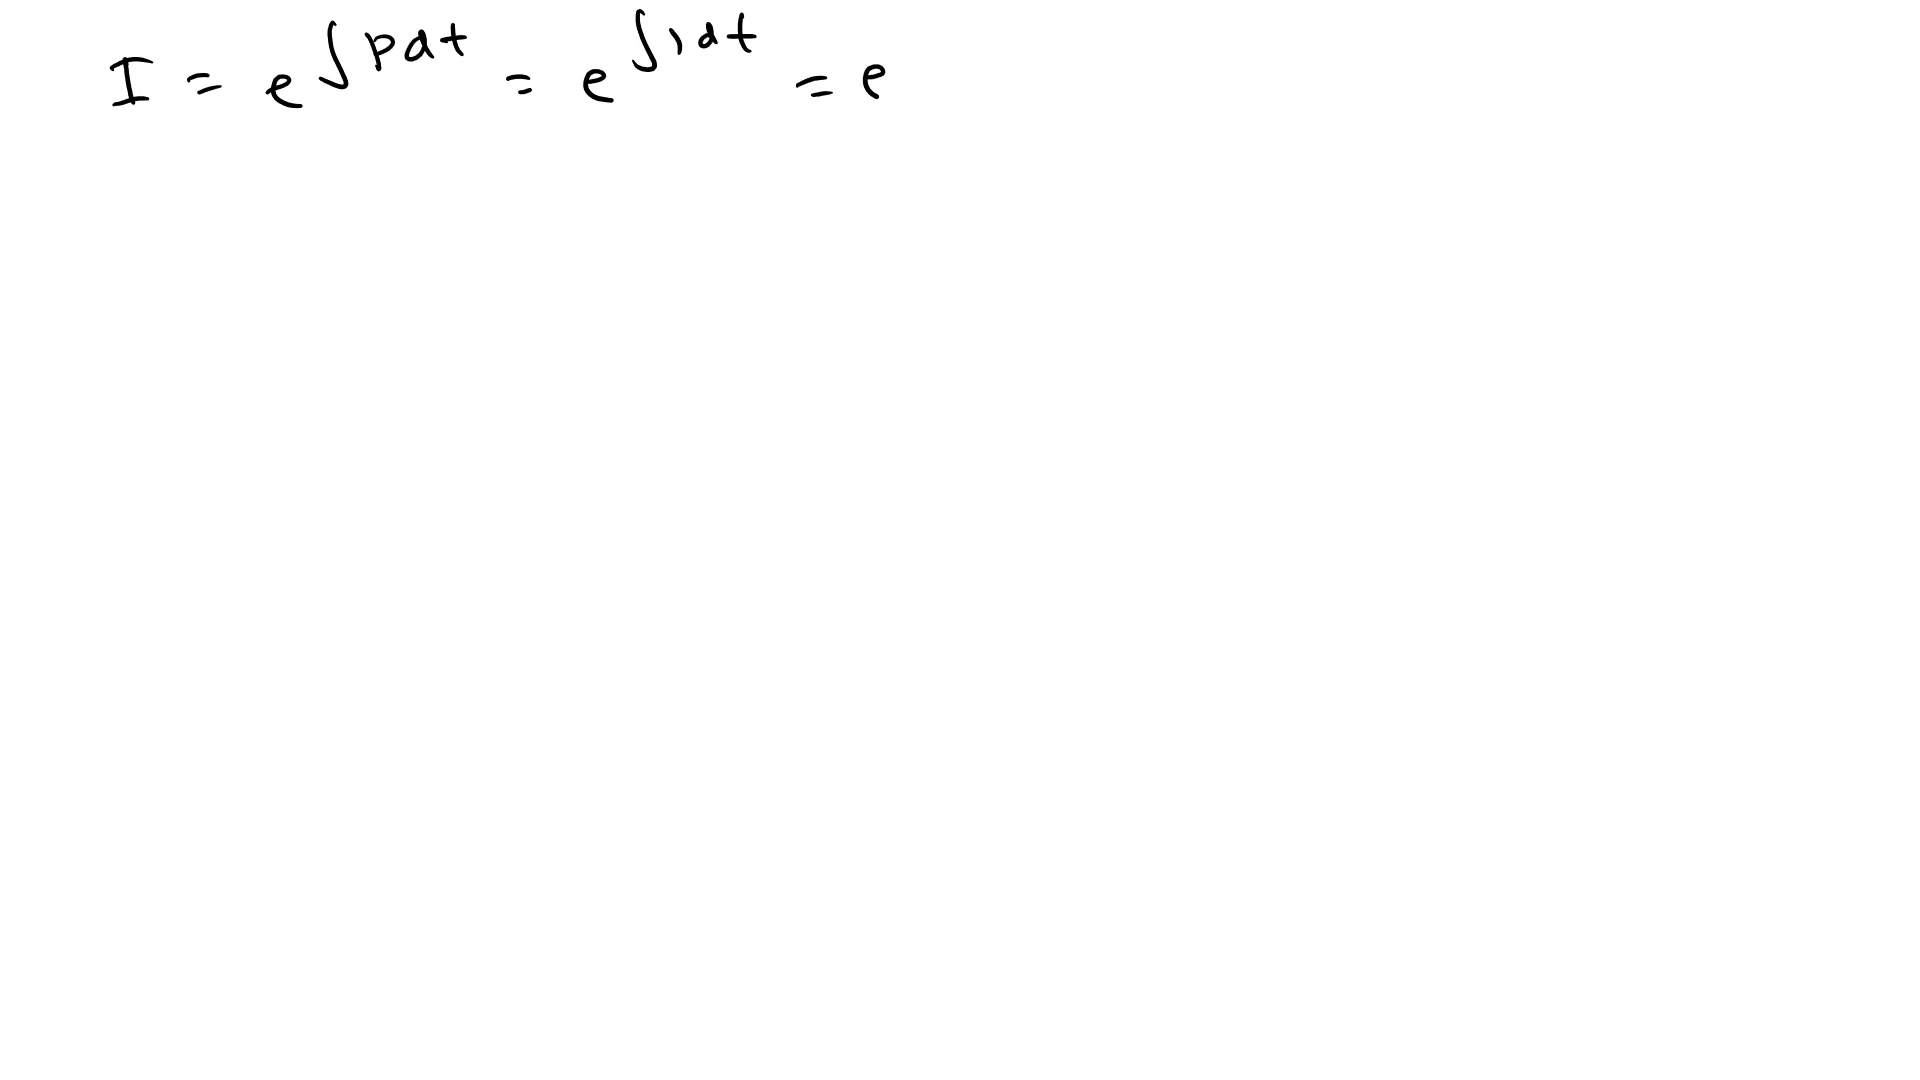 I = e^{∫pdt} = e^{∫1dt} = e